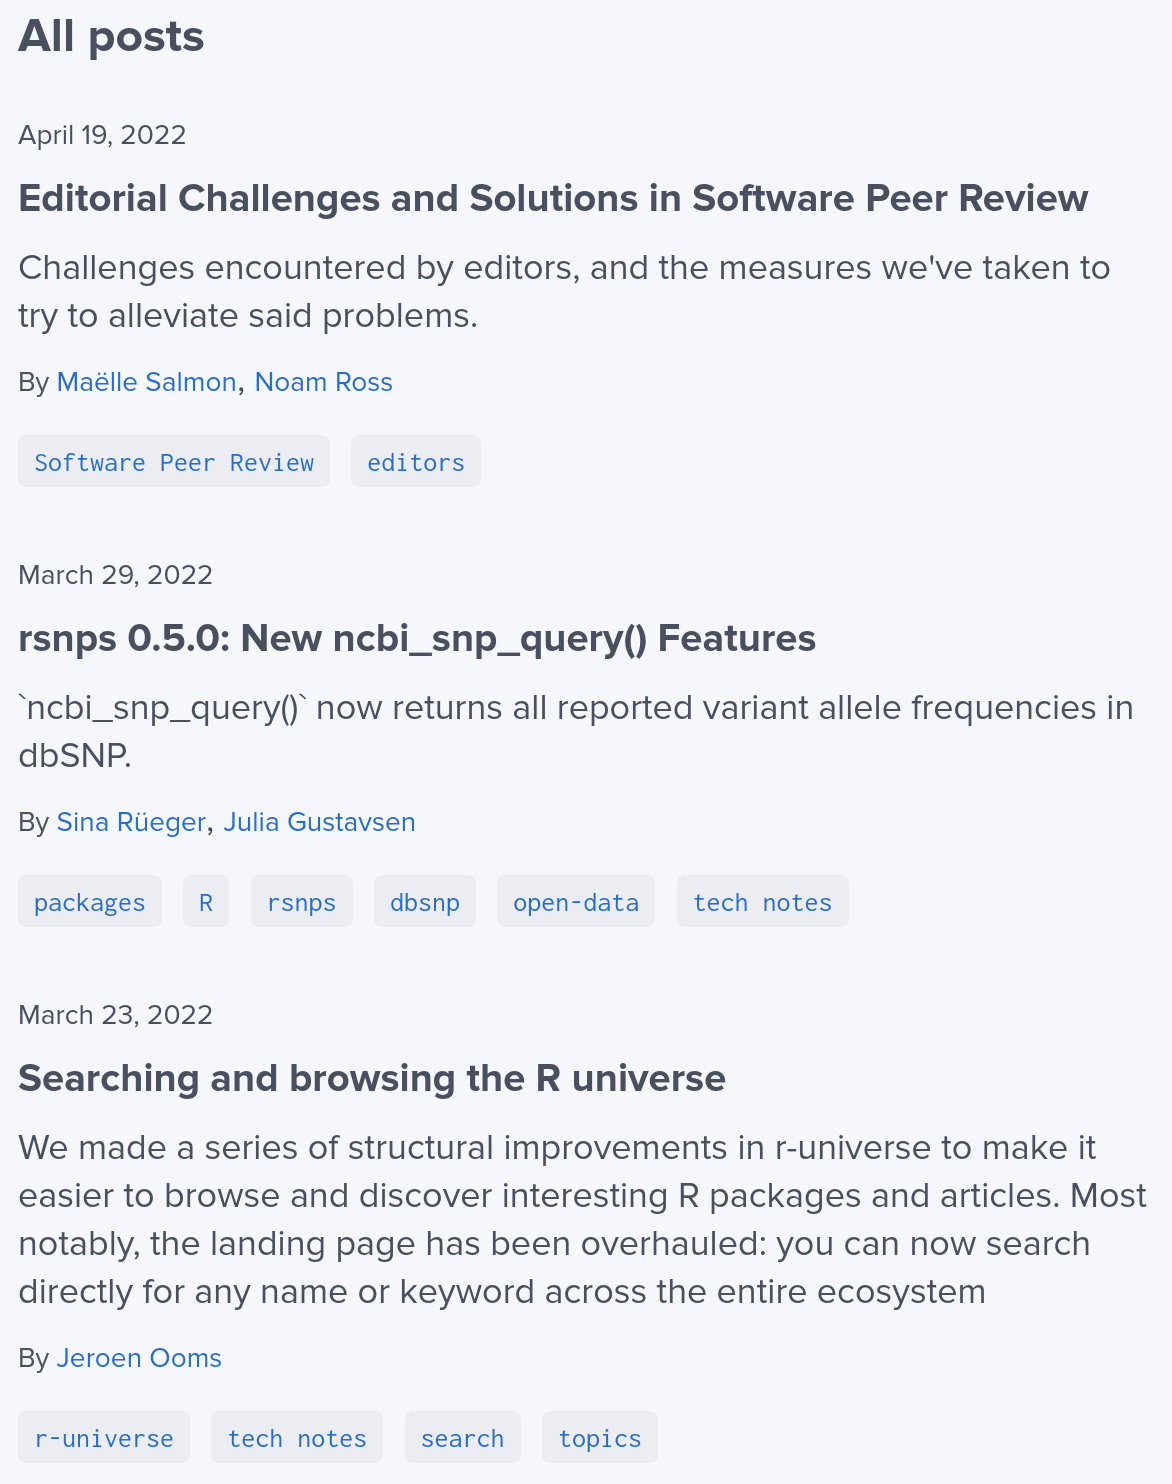 All posts
April 19, 2022
Editorial Challenges and Solutions in Software Peer Review
Challenges encountered by editors, and the measures we've taken to
try to alleviate said problems.
By Maëlle Salmon, Noam Ross
Software Peer Review editors
March 29, 2022
rsnps 0.5.0: New ncbi_snp_query() Features
`ncbi_snp_query()` now returns all reported variant allele frequencies in
dbSNP.
By Sina Rüeger, Julia Gustavsen
packages R rsnps dbsnp open-data tech notes
March 23, 2022
Searching and browsing the R universe
We made a series of structural improvements in r-universe to make it
easier to browse and discover interesting R packages and articles. Most
notably, the landing page has been overhauled: you can now search
directly for any name or keyword across the entire ecosystem
By Jeroen Ooms
r-universe tech notes search topics